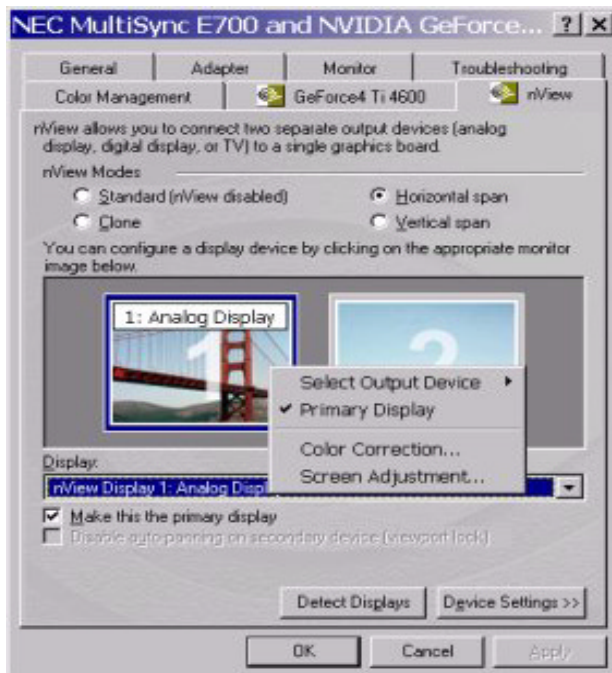 NEC MultiSync E700 and NVIDIA GeForce... ? ×
General Adapter Monitor Troubleshooting
Color Management GeForce4 Ti 4600 nView
nView allows you to connect two separate output devices (analog
display, digital display, or TV) to a single graphics board.
nView Modes
Standard (nView disabled) Horizontal span
Clone Vertical span
You can configure a display device by clicking on the appropriate monitor
image below.
1: Analog Display
1 2
Select Output Device
Primary Display
Color Correction...
Screen Adjustment...
Display:
nView Display 1: Analog Displ
Make this the primary display
Disable auto-panning on secondary device (viewport lock)
Detect Displays Device Settings >>
OK Cancel Apply